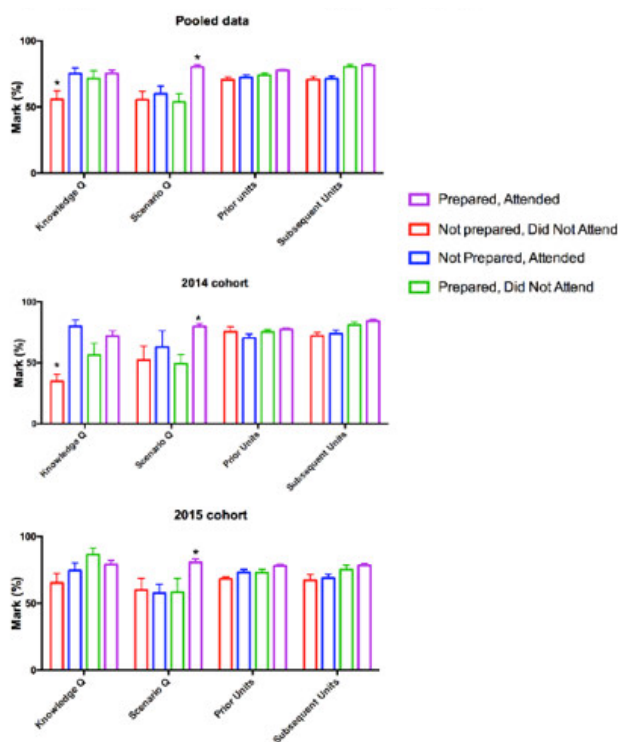 Pooled data
100
*
*
50
0
Mark (%)
Knowledge Q
Scenario Q
Prior units
Subsequent Units
Prepared, Attended
Not prepared, Did Not Attend
Not Prepared, Attended
Prepared, Did Not Attend
2014 cohort
100
*
*
50
0
Mark (%)
Knowledge Q
Scenario Q
Prior Units
Subsequent Units
2015 cohort
100
*
50
0
Mark (%)
Knowledge Q
Scenario Q
Prior Units
Subsequent Units